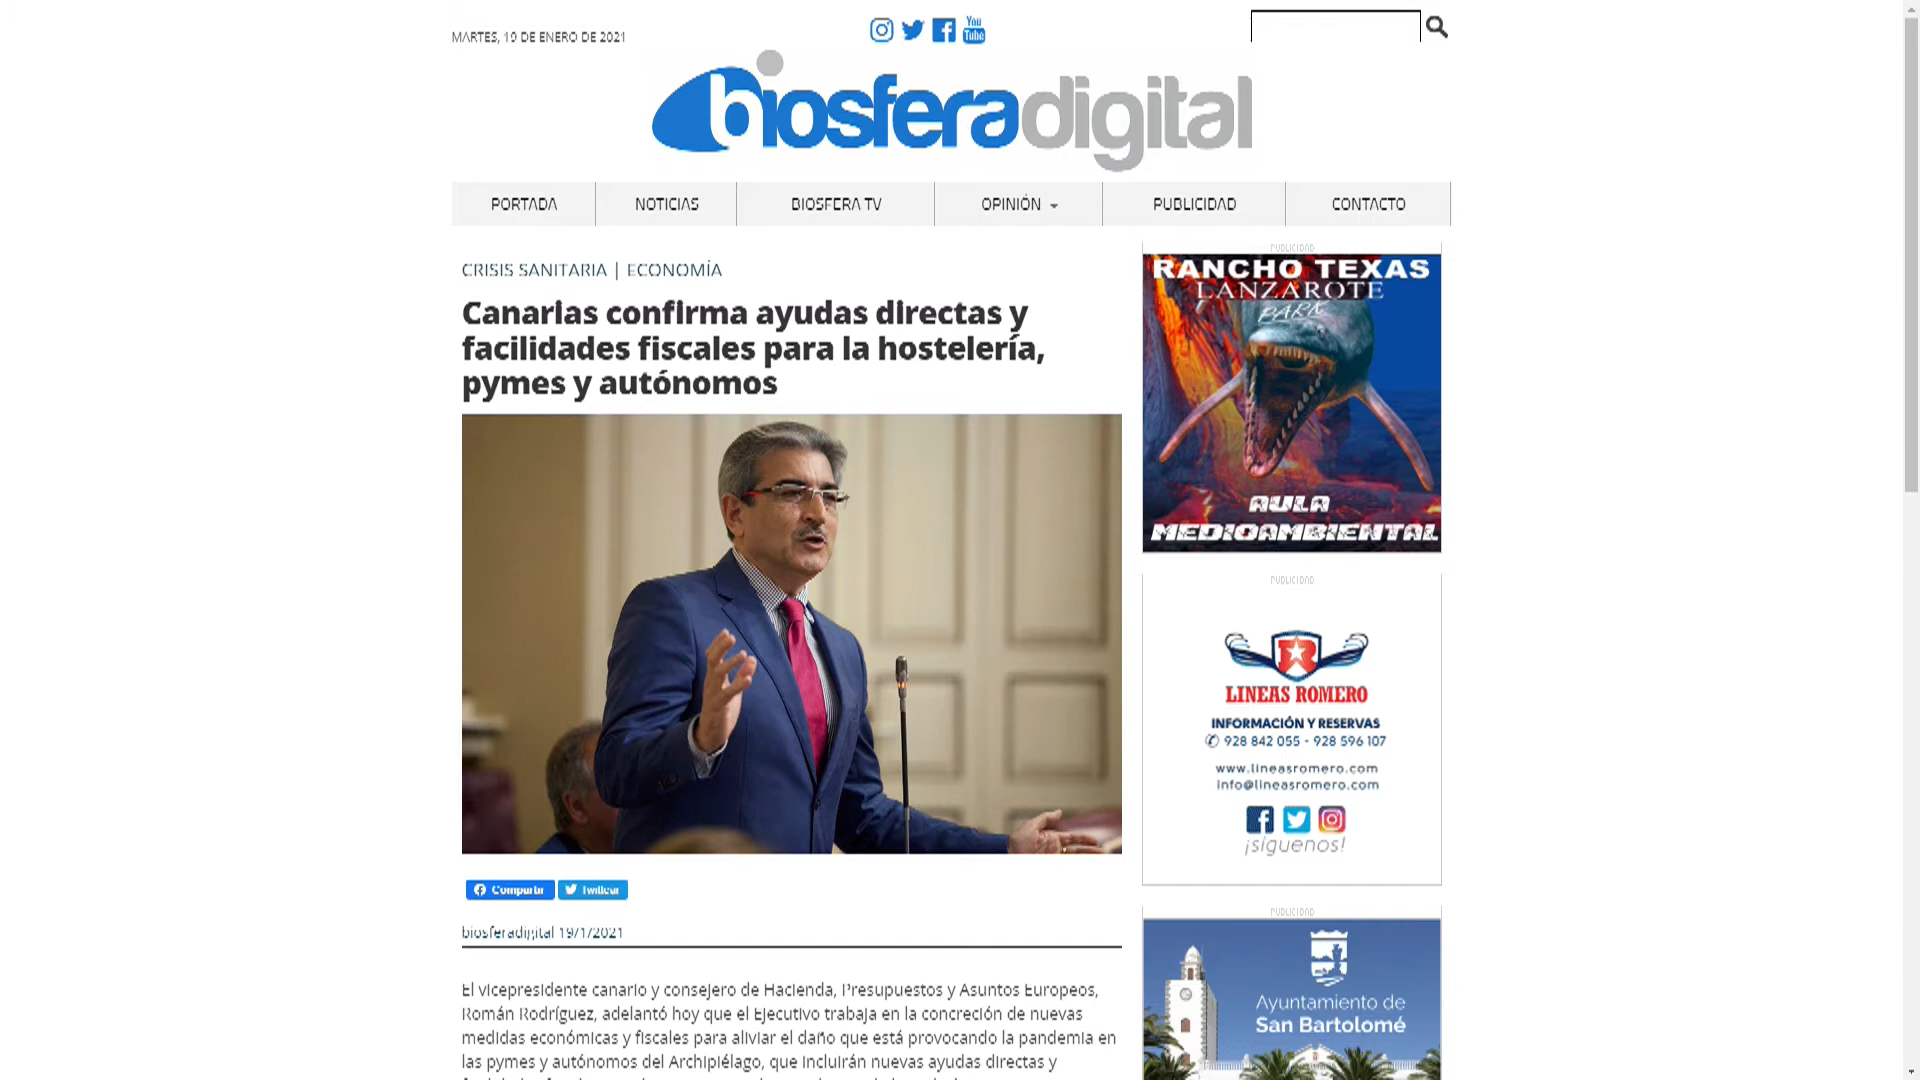 MARTES, 19 DE ENERO DE 2021
You
Tube
biosferadigital
PORTADA
NOTICIAS
BIOSFERA TV
OPINIÓN
PUBLICIDAD
CONTACTO
CRISIS SANITARIA | ECONOMÍA
Canarias confirma ayudas directas y
facilidades fiscales para la hostelería,
pymes y autónomos
Compartir
Twittear
biosferadigital 19/1/2021
El vicepresidente canario y consejero de Hacienda, Presupuestos y Asuntos Europeos,
Román Rodríguez, adelantó hoy que el Ejecutivo trabaja en la concreción de nuevas
medidas económicas y fiscales para aliviar el daño que está provocando la pandemia en
las pymes y autónomos del Archipiélago, que incluirán nuevas ayudas directas y
PUBLICIDAD
RANCHO TEXAS
LANZAROTE
PARK
AULA
MEDIOAMBIENTAL
PUBLICIDAD
R
LINEAS ROMERO
INFORMACIÓN Y RESERVAS
928 842 055 - 928 596 107
www.lineasromero.com
info@lineasromero.com
¡síguenos!
PUBLICIDAD
Ayuntamiento de
San Bartolomé